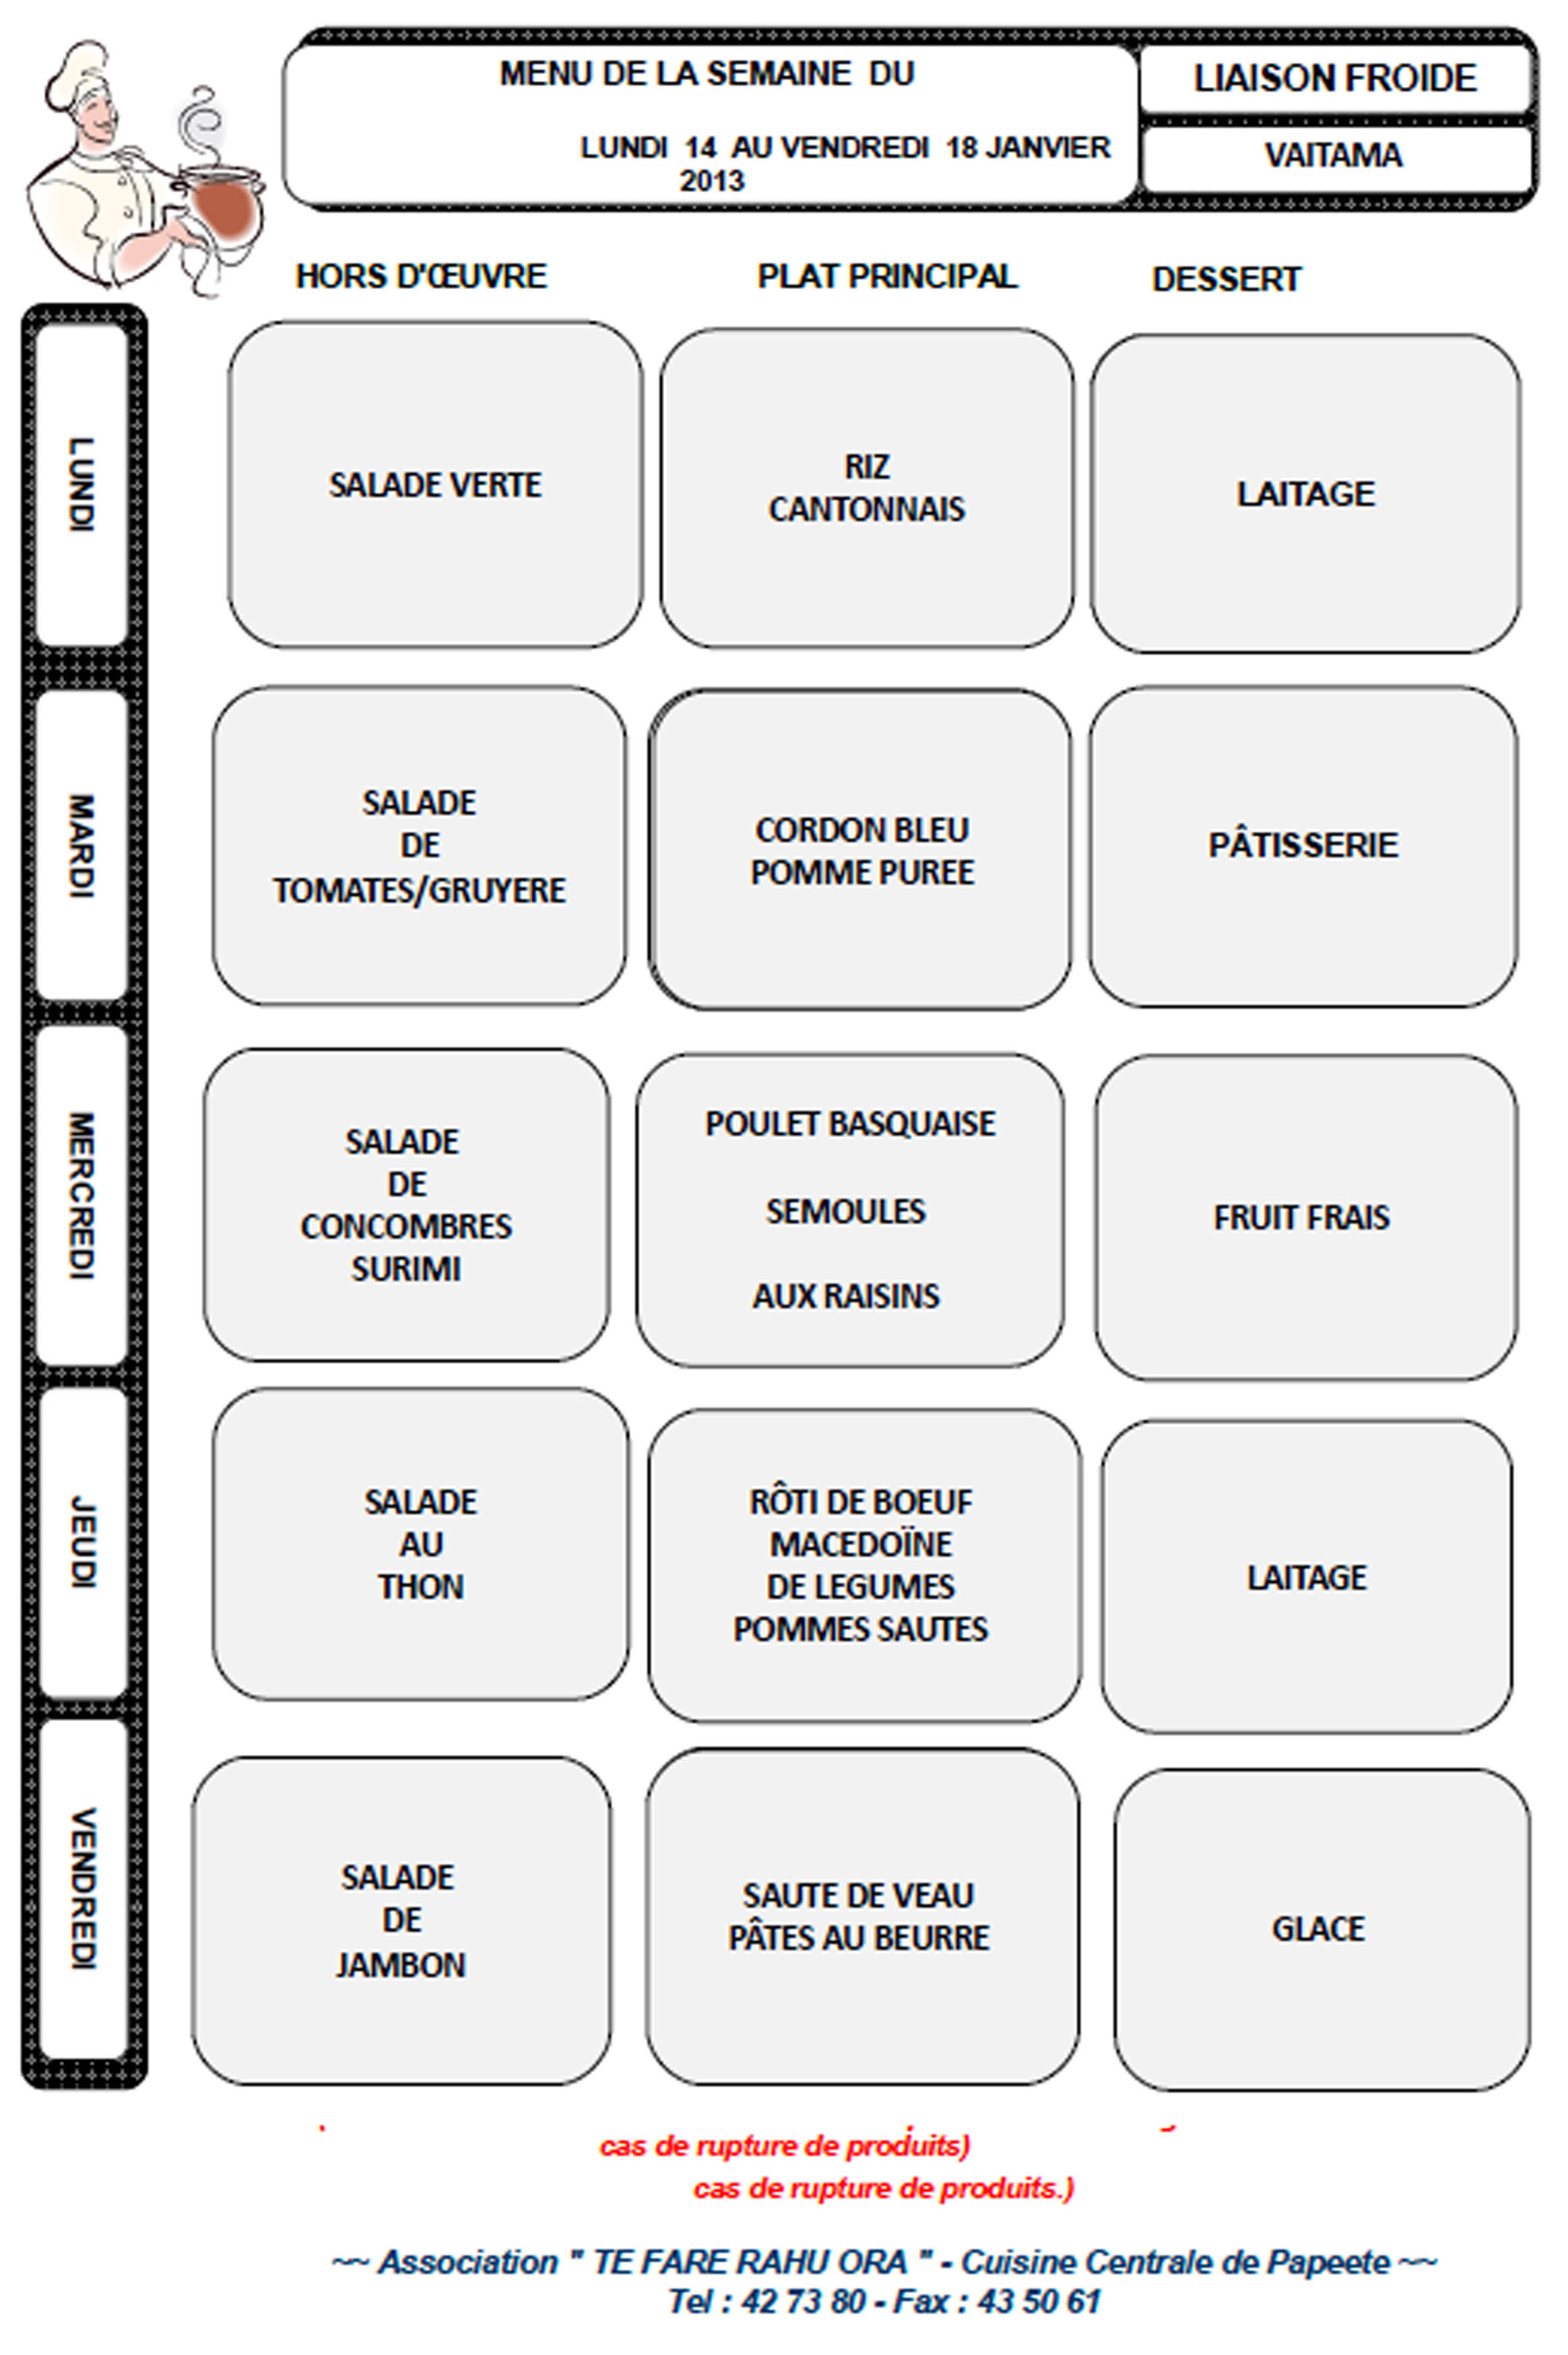 MENU DE LA SEMAINE DU
LUNDI 14 AU VENDREDI 18 JANVIER
2013
LIAISON FROIDE
VAITAMA
HORS D'ŒUVRE
PLAT PRINCIPAL
DESSERT
LUNDI
SALADE VERTE
RIZ
CANTONNAIS
LAITAGE
MARDI
SALADE
DE
TOMATES/GRUYERE
CORDON BLEU
POMME PUREE
PÂTISSERIE
MERCREDI
SALADE
DE
CONCOMBRES
SURIMI
POULET BASQUAISE
SEMOULES
AUX RAISINS
FRUIT FRAIS
JEUDI
SALADE
AU
THON
RÔTI DE BOEUF
MACEDOÏNE
DE LEGUMES
POMMES SAUTES
LAITAGE
VENDREDI
SALADE
DE
JAMBON
SAUTE DE VEAU
PÂTES AU BEURRE
GLACE
cas de rupture de produits)
cas de rupture de produits.)
~~ Association " TE FARE RAHU ORA " - Cuisine Centrale de Papeete ~~
Tel : 42 73 80 - Fax : 43 50 61